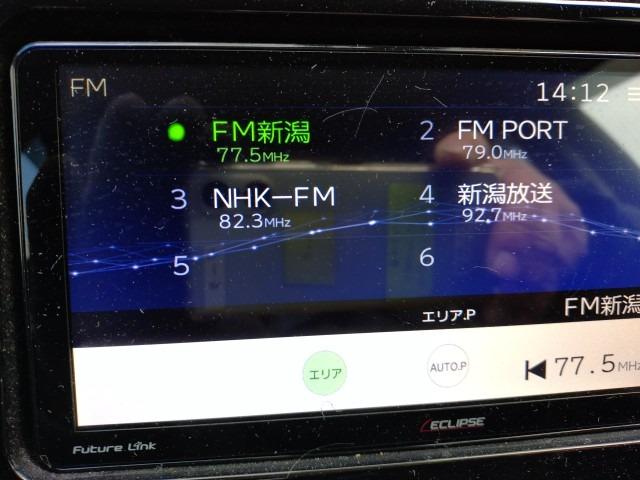 FM
14:12
FM新潟
77.5MHz
2 FM PORT
79.0MHz
3 NHK-FM
82.3MHz
4 新潟放送
92.7MHz
5
6
エリア.P
FM新潟
エリア
AUTO.P
77.5MHz
ECLIPSE
Future Link